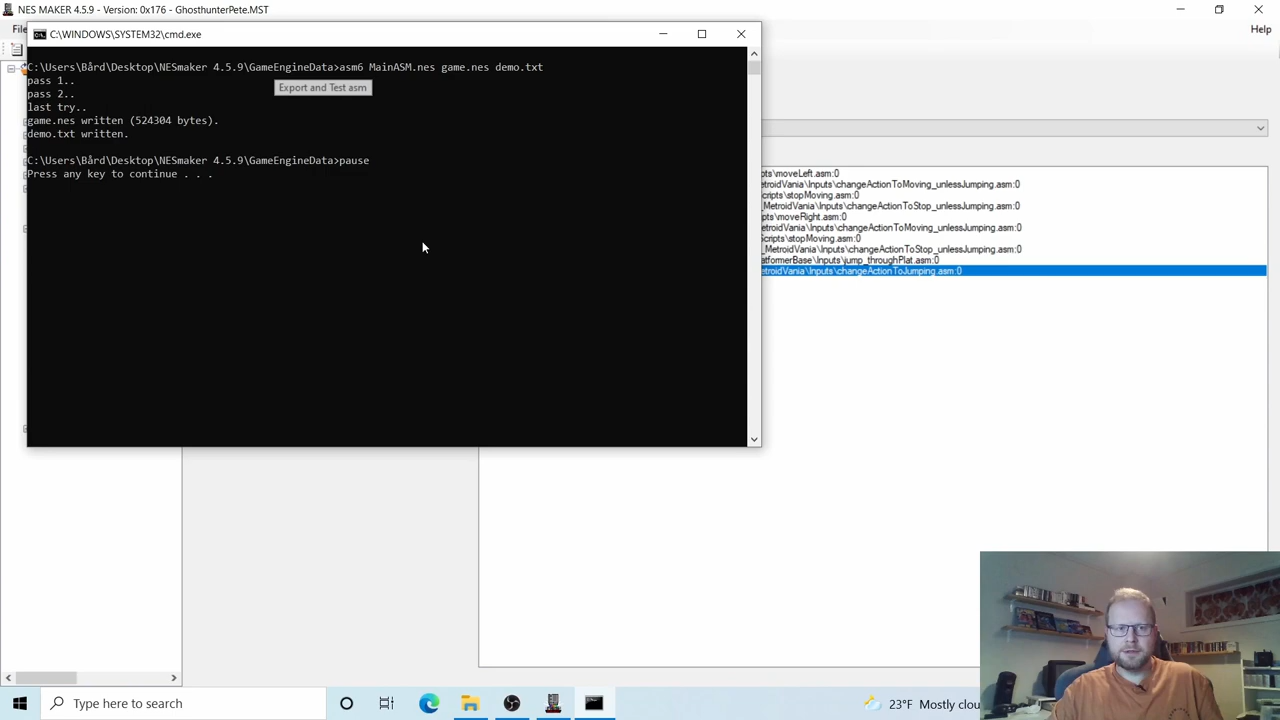 NES MAKER 4.5.9 - Version: 0x176 - GhosthunterPete.MST
File
Help
C:\WINDOWS\SYSTEM32\cmd.exe
C:\Users\Bård\Desktop\NESmaker 4.5.9\GameEngineData>asm6 MainASM.nes game.nes demo.txt
pass 1..
Export and Test asm
pass 2..
last try..
game.nes written (524304 bytes).
demo.txt written.
C:\Users\Bård\Desktop\NESmaker 4.5.9\GameEngineData>pause
Press any key to continue . . .
pts\moveLeft.asm:0
etroidVania\Inputs\changeActionToMoving_unlessJumping.asm:0
Scripts\stopMoving.asm:0
_MetroidVania\Inputs\changeActionToStop_unlessJumping.asm:0
pts\moveRight.asm:0
etroidVania\Inputs\changeActionToMoving_unlessJumping.asm:0
Scripts\stopMoving.asm:0
_MetroidVania\Inputs\changeActionToStop_unlessJumping.asm:0
atformerBase\Inputs\jump_throughPlat.asm:0
etroidVania\Inputs\changeActionToJumping.asm:0
Type here to search
23°F Mostly clou